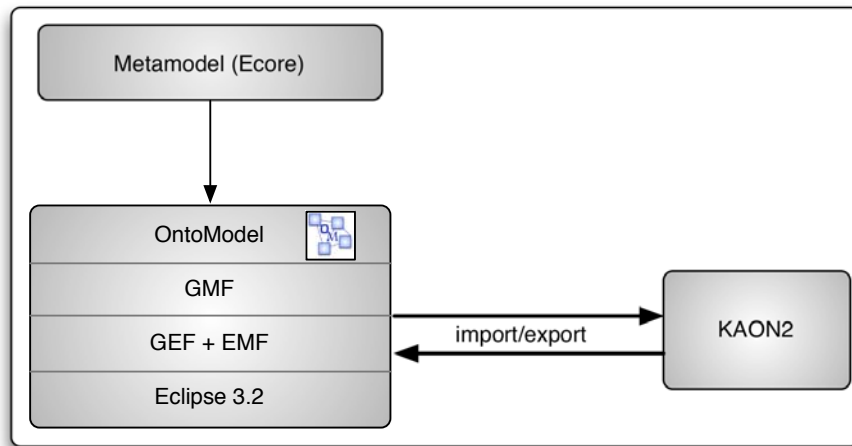 Metamodel (Ecore)
OntoModel
M
GMF
GEF + EMF
Eclipse 3.2
import/export
KAON2